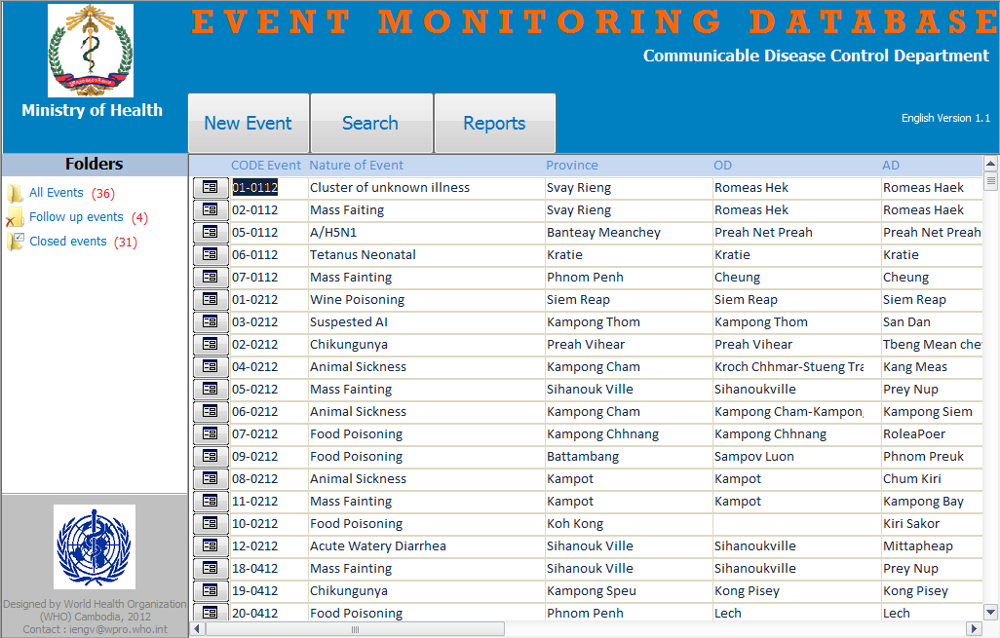 EVENT MONITORING DATABASE
Communicable Disease Control Department
Ministry of Health
New Event Search Reports
English Version 1.1
Folders
All Events (36)
Follow up events (4)
Closed events (31)
CODE Event Nature of Event Province OD AD
01-0112 Cluster of unknown illness Svay Rieng Romeas Hek Romeas Haek
02-0112 Mass Faiting Svay Rieng Romeas Hek Romeas Haek
05-0112 A/H5N1 Banteay Meanchey Preah Net Preah Preah Net Preah
06-0112 Tetanus Neonatal Kratie Kratie Kratie
07-0112 Mass Fainting Phnom Penh Cheung Cheung
01-0212 Wine Poisoning Siem Reap Siem Reap Siem Reap
03-0212 Suspested AI Kampong Thom Kampong Thom San Dan
02-0212 Chikungunya Preah Vihear Preah Vihear Tbeng Mean che
04-0212 Animal Sickness Kampong Cham Kroch Chhmar-Stueng Tra Kang Meas
05-0212 Mass Fainting Sihanouk Ville Sihanoukville Prey Nup
06-0212 Animal Sickness Kampong Cham Kampong Cham-Kampong Kampong Siem
07-0212 Food Poisoning Kampong Chhnang Kampong Chhnang RoleaPoer
09-0212 Food Poisoning Battambang Sampov Luon Phnom Preuk
08-0212 Animal Sickness Kampot Kampot Chum Kiri
11-0212 Mass Fainting Kampot Kampot Kampong Bay
10-0212 Food Poisoning Koh Kong Kiri Sakor
12-0212 Acute Watery Diarrhea Sihanouk Ville Sihanoukville Mittapheap
18-0412 Mass Fainting Sihanouk Ville Sihanoukville Prey Nup
19-0412 Chikungunya Kampong Speu Kong Pisey Kong Pisey
20-0412 Food Poisoning Phnom Penh Lech Lech
Designed by World Health Organization
(WHO) Cambodia, 2012
Contact : iengv@wpro.who.int